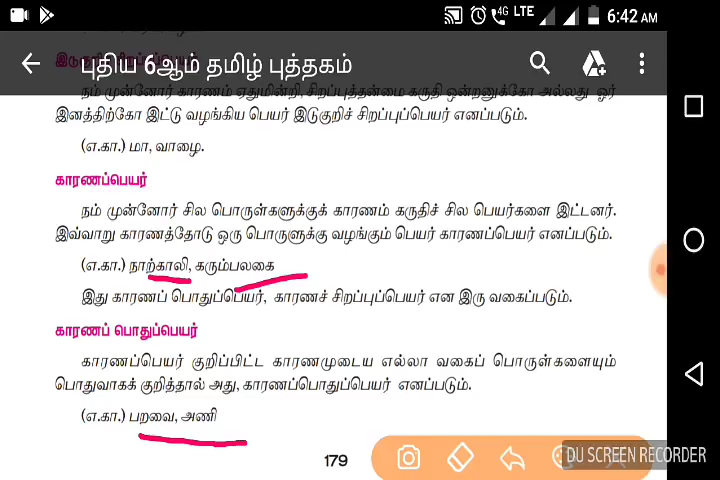 4G LTE 6:42 AM
புதிய 6ஆம் தமிழ் புத்தகம்
நம் முன்னோர் காரணம் ஏதுமின்றி, சிறப்புத்தன்மை கருதி ஒன்றனுக்கோ அல்லது ஓர்
இனத்திற்கோ இட்டு வழங்கிய பெயர் இடுகுறிச் சிறப்புப்பெயர் எனப்படும்.
(எ.கா.) மா, வாழை.
காரணப்பெயர்
நம் முன்னோர் சில பொருள்களுக்குக் காரணம் கருதிச் சில பெயர்களை இட்டனர்.
இவ்வாறு காரணத்தோடு ஒரு பொருளுக்கு வழங்கும் பெயர் காரணப்பெயர் எனப்படும்.
(எ.கா.) நாற்காலி, கரும்பலகை
இது காரணப் பொதுப்பெயர், காரணச் சிறப்புப்பெயர் என இரு வகைப்படும்.
காரணப் பொதுப்பெயர்
காரணப்பெயர் குறிப்பிட்ட காரணமுடைய எல்லா வகைப் பொருள்களையும்
பொதுவாகக் குறித்தால் அது, காரணப்பொதுப்பெயர் எனப்படும்.
(எ.கா.) பறவை, அணி
179
DU SCREEN RECORDER